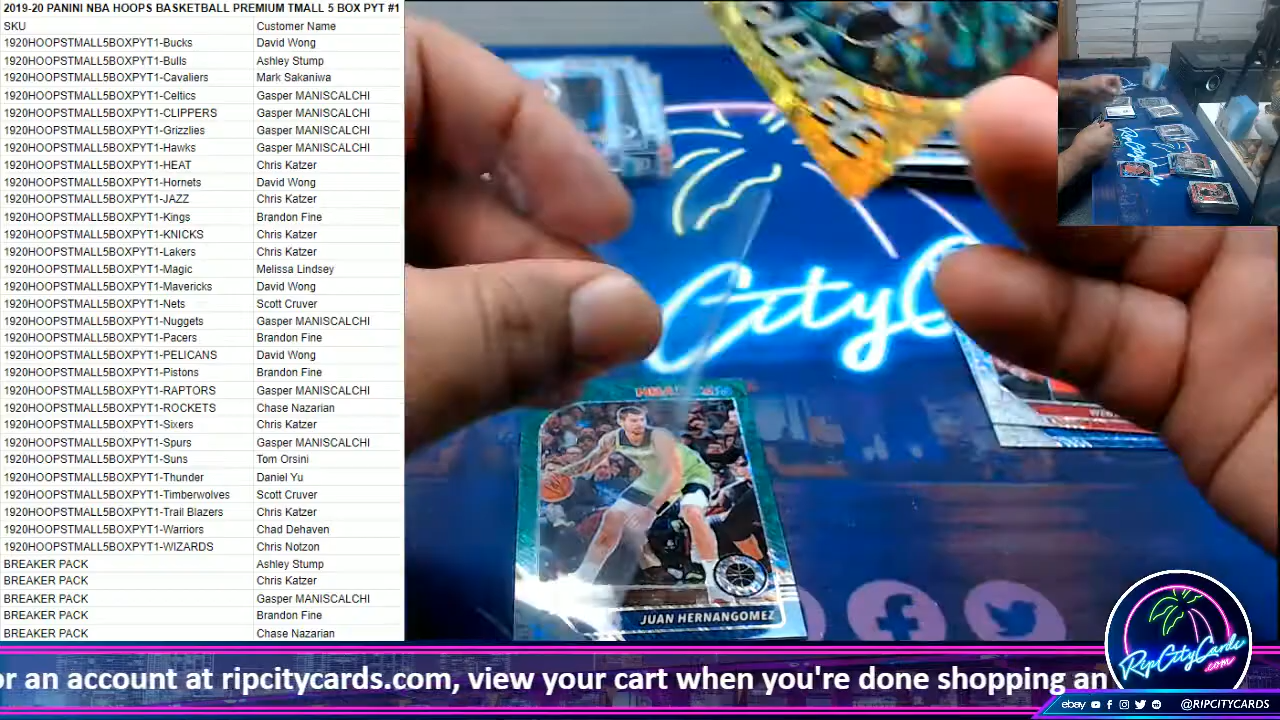 2019-20 PANINI NBA HOOPS BASKETBALL PREMIUM TMALL 5 BOX PYT #1
SKU Customer Name
1920HOOPSTMALL5BOXPYT1-Bucks David Wong
1920HOOPSTMALL5BOXPYT1-Bulls Ashley Stump
1920HOOPSTMALL5BOXPYT1-Cavaliers Mark Sakaniwa
1920HOOPSTMALL5BOXPYT1-Celtics Gasper MANISCALCHI
1920HOOPSTMALL5BOXPYT1-CLIPPERS Gasper MANISCALCHI
1920HOOPSTMALL5BOXPYT1-Grizzlies Gasper MANISCALCHI
1920HOOPSTMALL5BOXPYT1-Hawks Gasper MANISCALCHI
1920HOOPSTMALL5BOXPYT1-HEAT Chris Katzer
1920HOOPSTMALL5BOXPYT1-Hornets David Wong
1920HOOPSTMALL5BOXPYT1-JAZZ Chris Katzer
1920HOOPSTMALL5BOXPYT1-Kings Brandon Fine
1920HOOPSTMALL5BOXPYT1-KNICKS Chris Katzer
1920HOOPSTMALL5BOXPYT1-Lakers Chris Katzer
1920HOOPSTMALL5BOXPYT1-Magic Melissa Lindsey
1920HOOPSTMALL5BOXPYT1-Mavericks David Wong
1920HOOPSTMALL5BOXPYT1-Nets Scott Cruver
1920HOOPSTMALL5BOXPYT1-Nuggets Gasper MANISCALCHI
1920HOOPSTMALL5BOXPYT1-Pacers Brandon Fine
1920HOOPSTMALL5BOXPYT1-PELICANS David Wong
1920HOOPSTMALL5BOXPYT1-Pistons Brandon Fine
1920HOOPSTMALL5BOXPYT1-RAPTORS Gasper MANISCALCHI
1920HOOPSTMALL5BOXPYT1-ROCKETS Chase Nazarian
1920HOOPSTMALL5BOXPYT1-Sixers Chris Katzer
1920HOOPSTMALL5BOXPYT1-Spurs Gasper MANISCALCHI
1920HOOPSTMALL5BOXPYT1-Suns Tom Orsini
1920HOOPSTMALL5BOXPYT1-Thunder Daniel Yu
1920HOOPSTMALL5BOXPYT1-Timberwolves Scott Cruver
1920HOOPSTMALL5BOXPYT1-Trail Blazers Chris Katzer
1920HOOPSTMALL5BOXPYT1-Warriors Chad Dehaven
1920HOOPSTMALL5BOXPYT1-WIZARDS Chris Notzon
BREAKER PACK Ashley Stump
BREAKER PACK Chris Katzer
BREAKER PACK Gasper MANISCALCHI
BREAKER PACK Brandon Fine
BREAKER PACK Chase Nazarian
City C
JUAN HERNANGOMEZ
RipCityCards
.com
or an account at ripcitycards.com, view your cart when you're done shopping an
ebay @RIPCITYCARDS